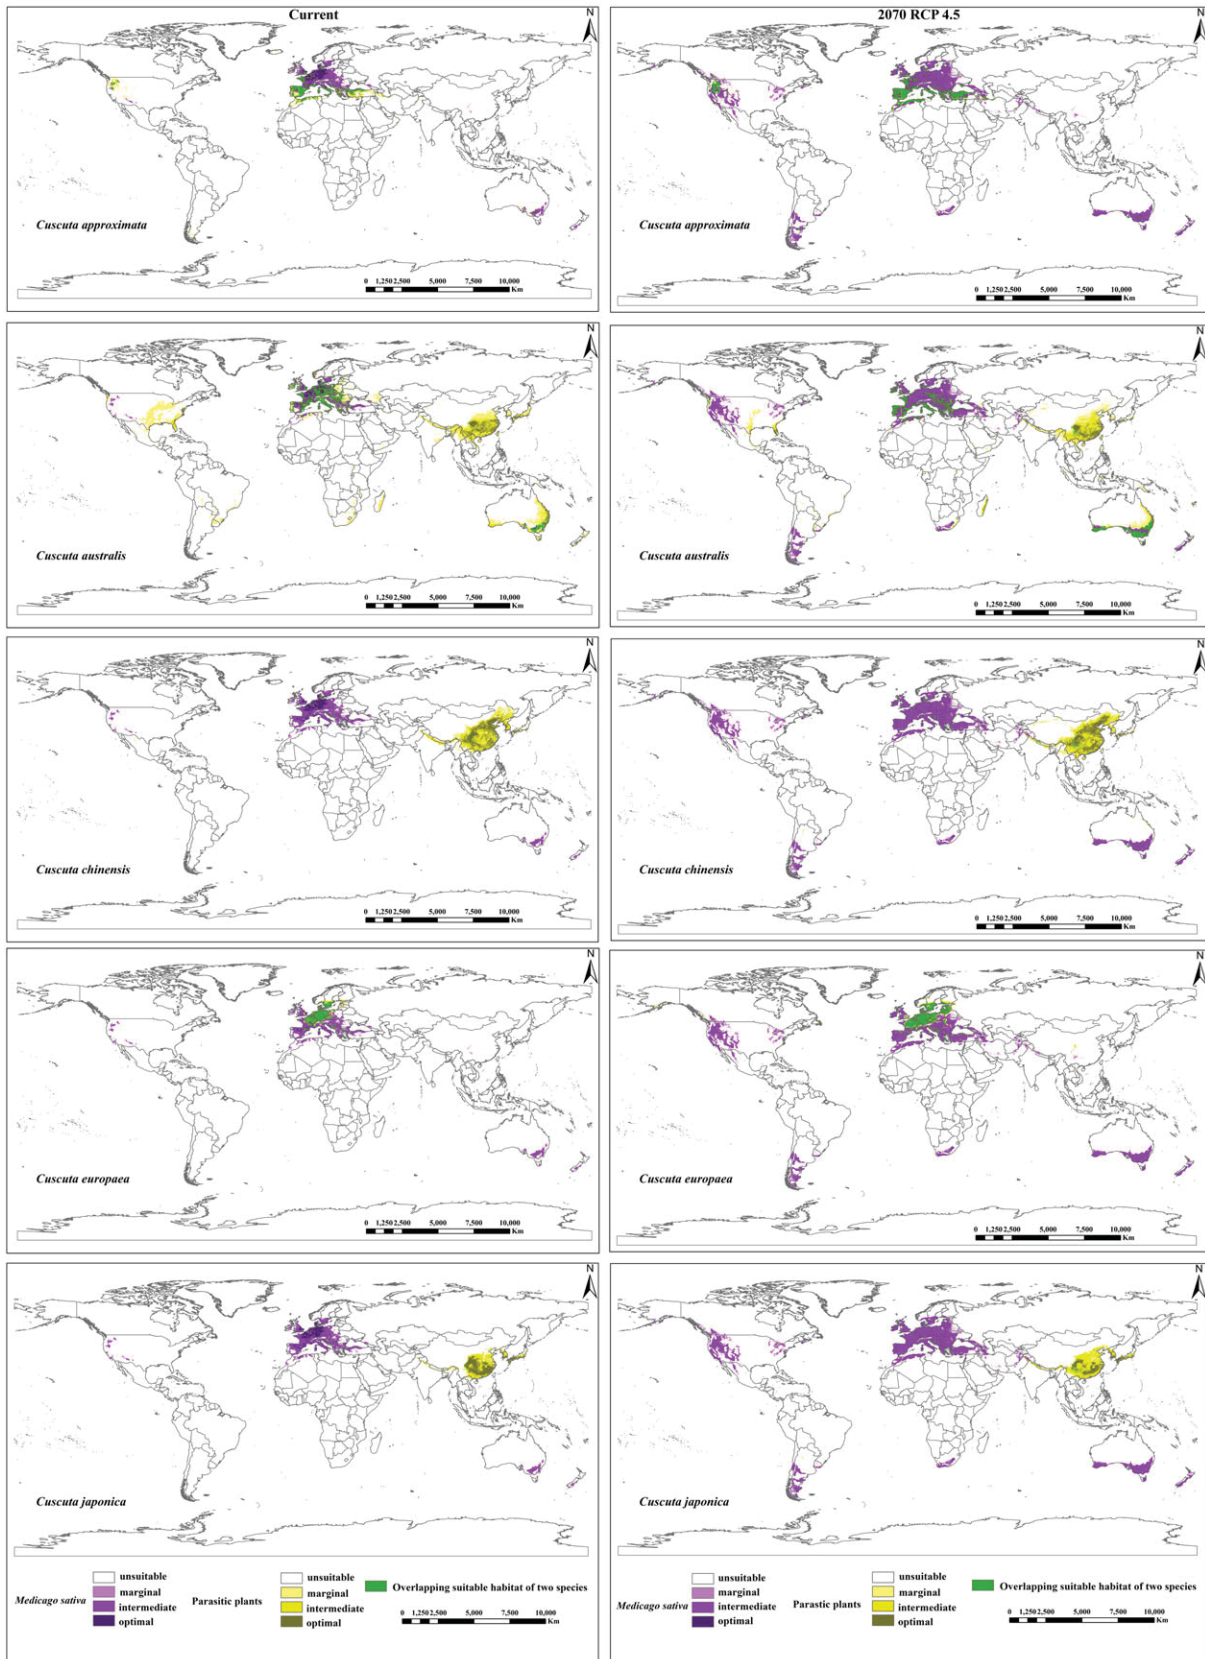 Current
N
Cuscuta approximata
0 1,250 2,500 5,000 7,500 10,000
Km
2070 RCP 4.5
N
Cuscuta approximata
0 1,250 2,500 5,000 7,500 10,000
Km
N
Cuscuta australis
0 1,250 2,500 5,000 7,500 10,000
Km
N
Cuscuta australis
0 1,250 2,500 5,000 7,500 10,000
Km
N
Cuscuta chinensis
0 1,250 2,500 5,000 7,500 10,000
Km
N
Cuscuta chinensis
0 1,250 2,500 5,000 7,500 10,000
Km
N
Cuscuta europaea
0 1,250 2,500 5,000 7,500 10,000
Km
N
Cuscuta europaea
0 1,250 2,500 5,000 7,500 10,000
Km
N
Cuscuta japonica
N
Cuscuta japonica
Medicago sativa
unsuitable
marginal
intermediate
optimal
Parasitic plants
unsuitable
marginal
intermediate
optimal
Overlapping suitable habitat of two species
0 1,250 2,500 5,000 7,500 10,000
Km
Medicago sativa
unsuitable
marginal
intermediate
optimal
Parasitic plants
unsuitable
marginal
intermediate
optimal
Overlapping suitable habitat of two species
0 1,250 2,500 5,000 7,500 10,000
Km